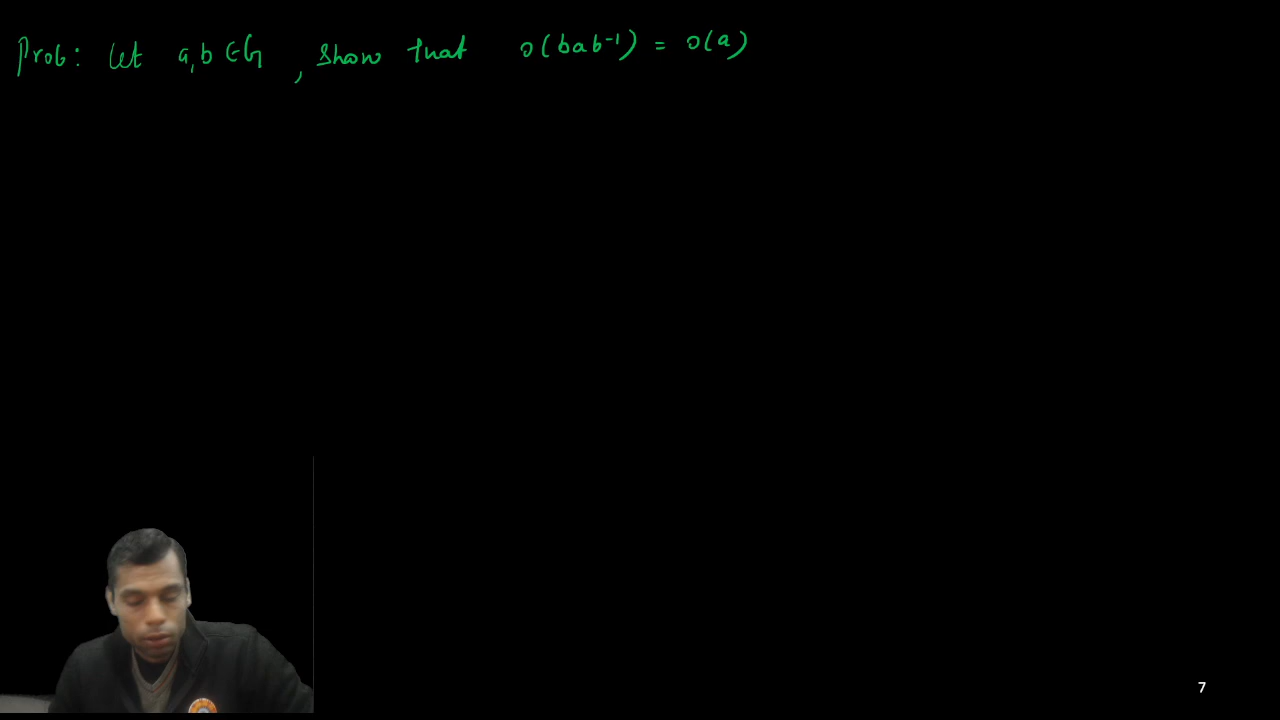 Prob: Let a,b ∈ G, show that o(bab⁻¹) = o(a)
7